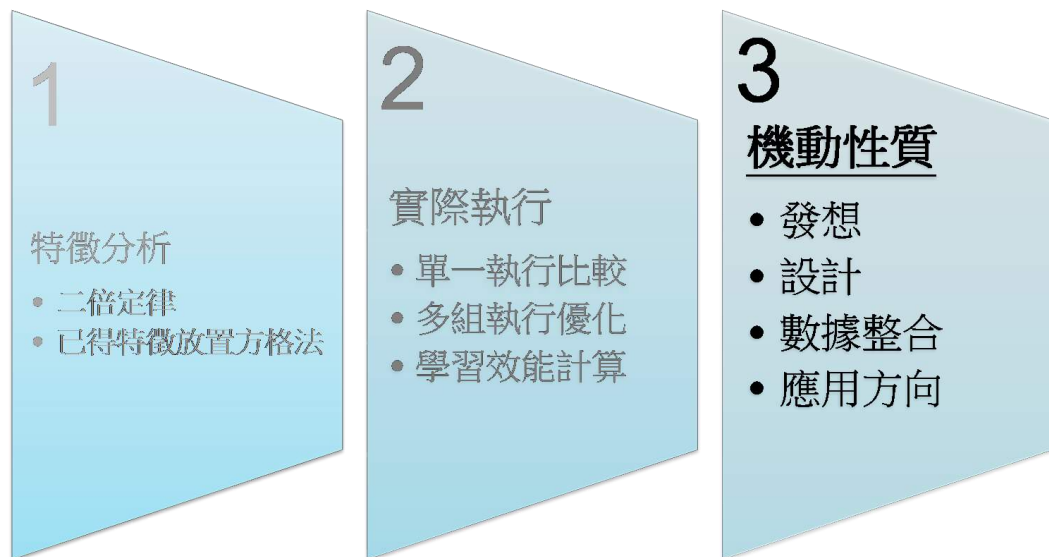 1
特徵分析
• 二倍定律
• 已得特徵放置方格法
2
實際執行
• 單一執行比較
• 多組執行優化
• 學習效能計算
3
機動性質
• 發想
• 設計
• 數據整合
• 應用方向